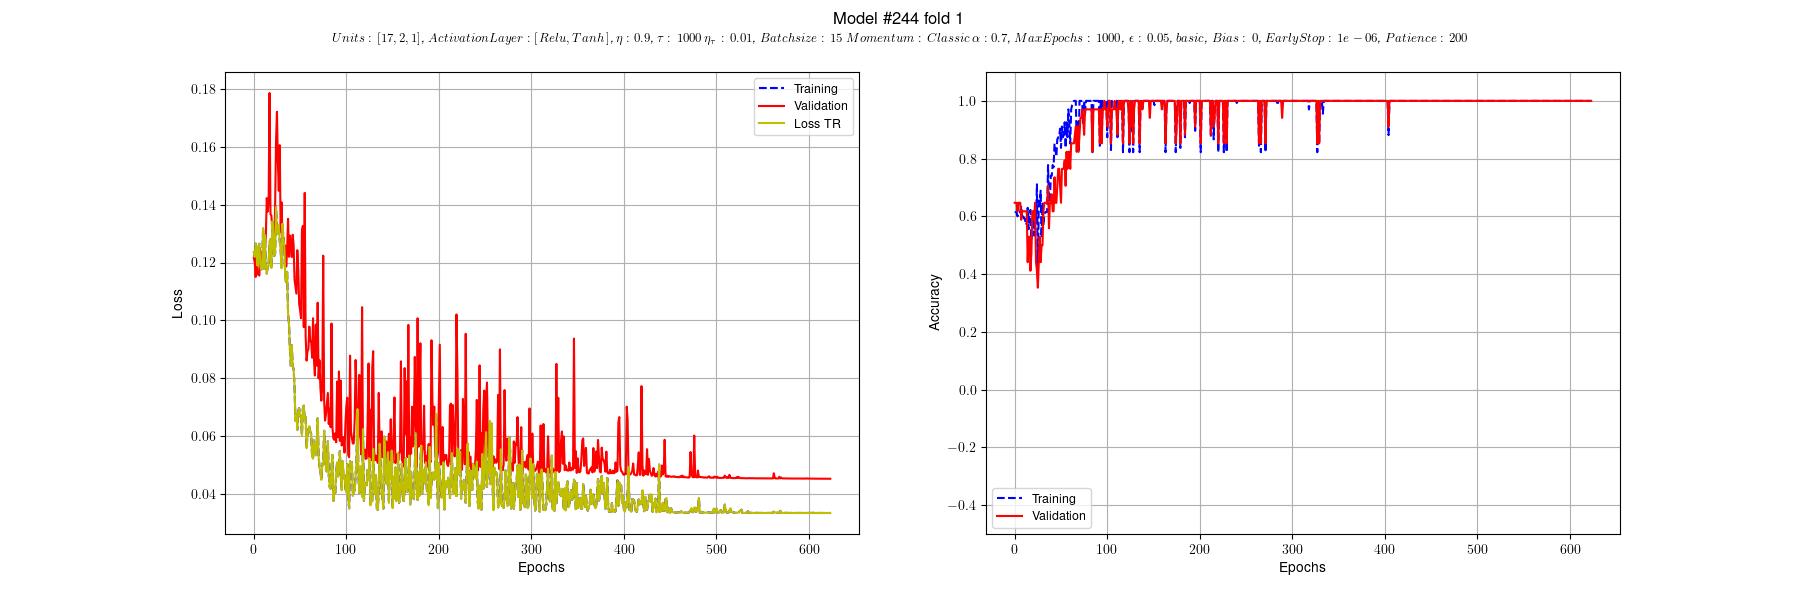 Model #244 fold 1
Units : [17, 2, 1], ActivationLayer : [Relu, Tanh], η : 0.9, τ : 1000 η_τ : 0.01, Batchsize : 15 Momentum : Classic α : 0.7, MaxEpochs : 1000, ϵ : 0.05, basic, Bias : 0, EarlyStop : 1e − 06, Patience : 200
0.18
0.16
0.14
0.12
0.10
0.08
0.06
0.04
Loss
0 100 200 300 400 500 600
Epochs
Training
Validation
Loss TR
1.0
0.8
0.6
0.4
0.2
0.0
−0.2
−0.4
Accuracy
0 100 200 300 400 500 600
Epochs
Training
Validation